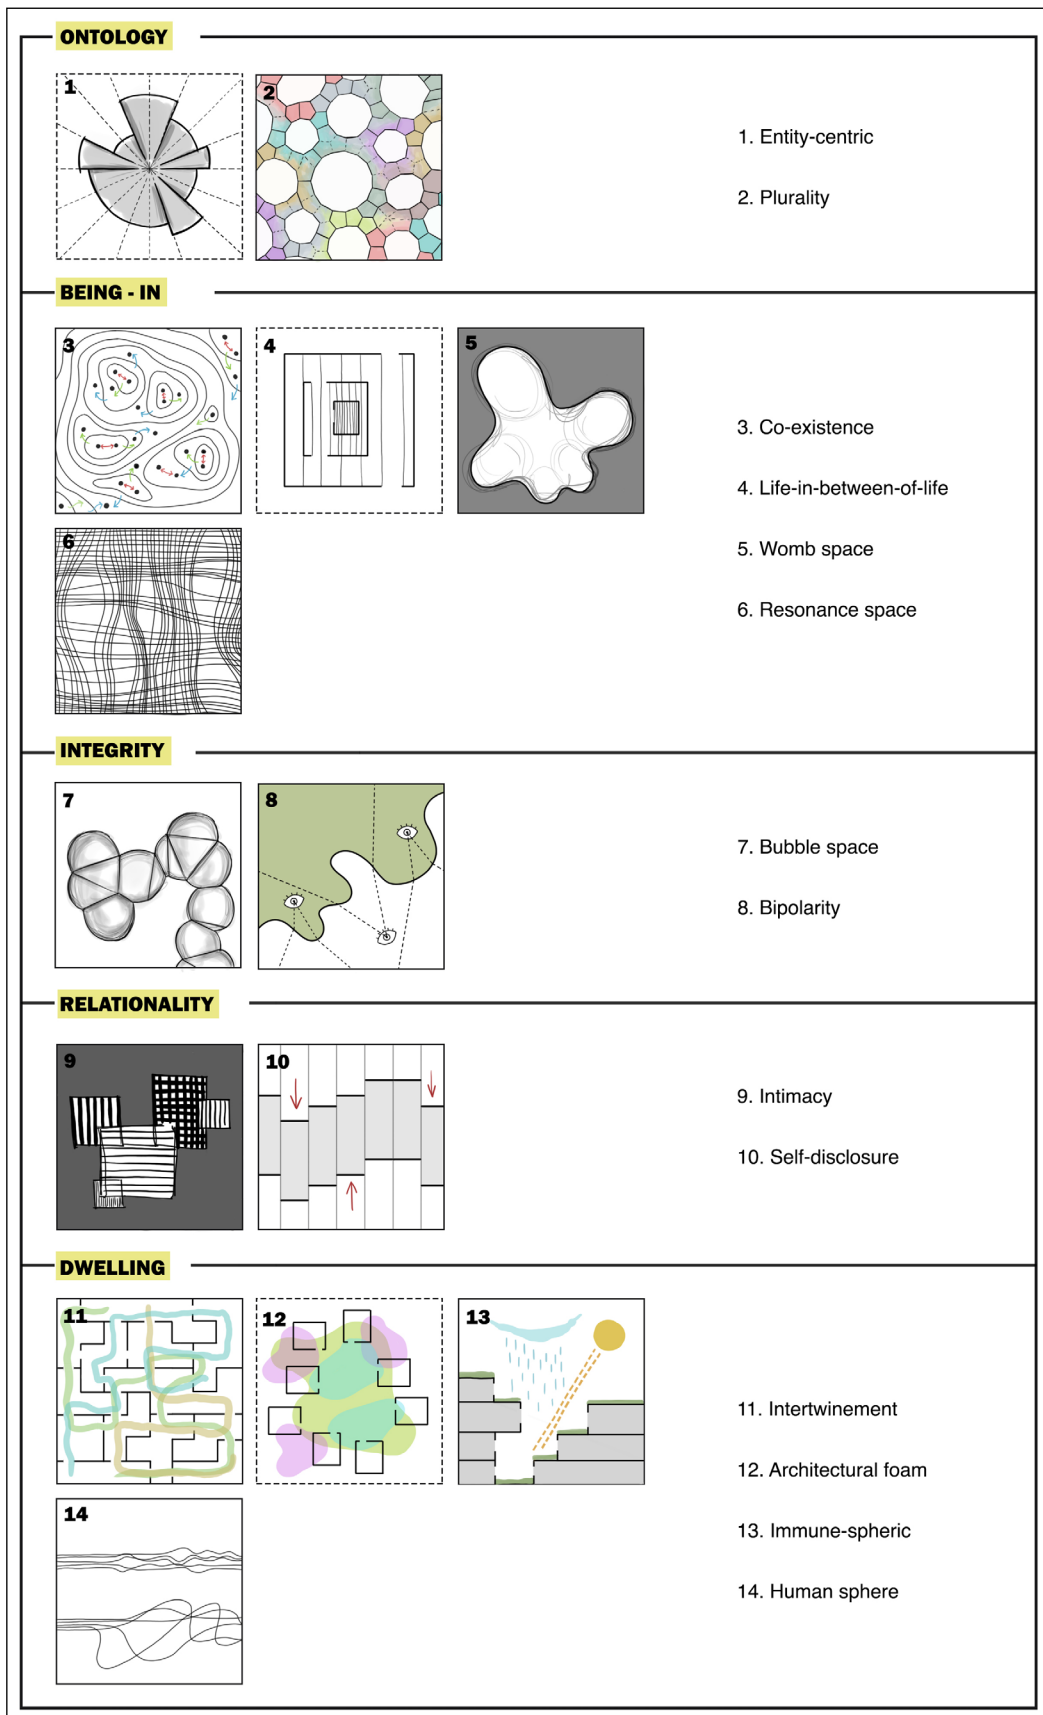 ONTOLOGY
1
2
1. Entity-centric
2. Plurality
BEING - IN
3
4
5
6
3. Co-existence
4. Life-in-between-of-life
5. Womb space
6. Resonance space
INTEGRITY
7
8
7. Bubble space
8. Bipolarity
RELATIONALITY
9
10
9. Intimacy
10. Self-disclosure
DWELLING
11
12
13
14
11. Intertwinement
12. Architectural foam
13. Immune-spheric
14. Human sphere